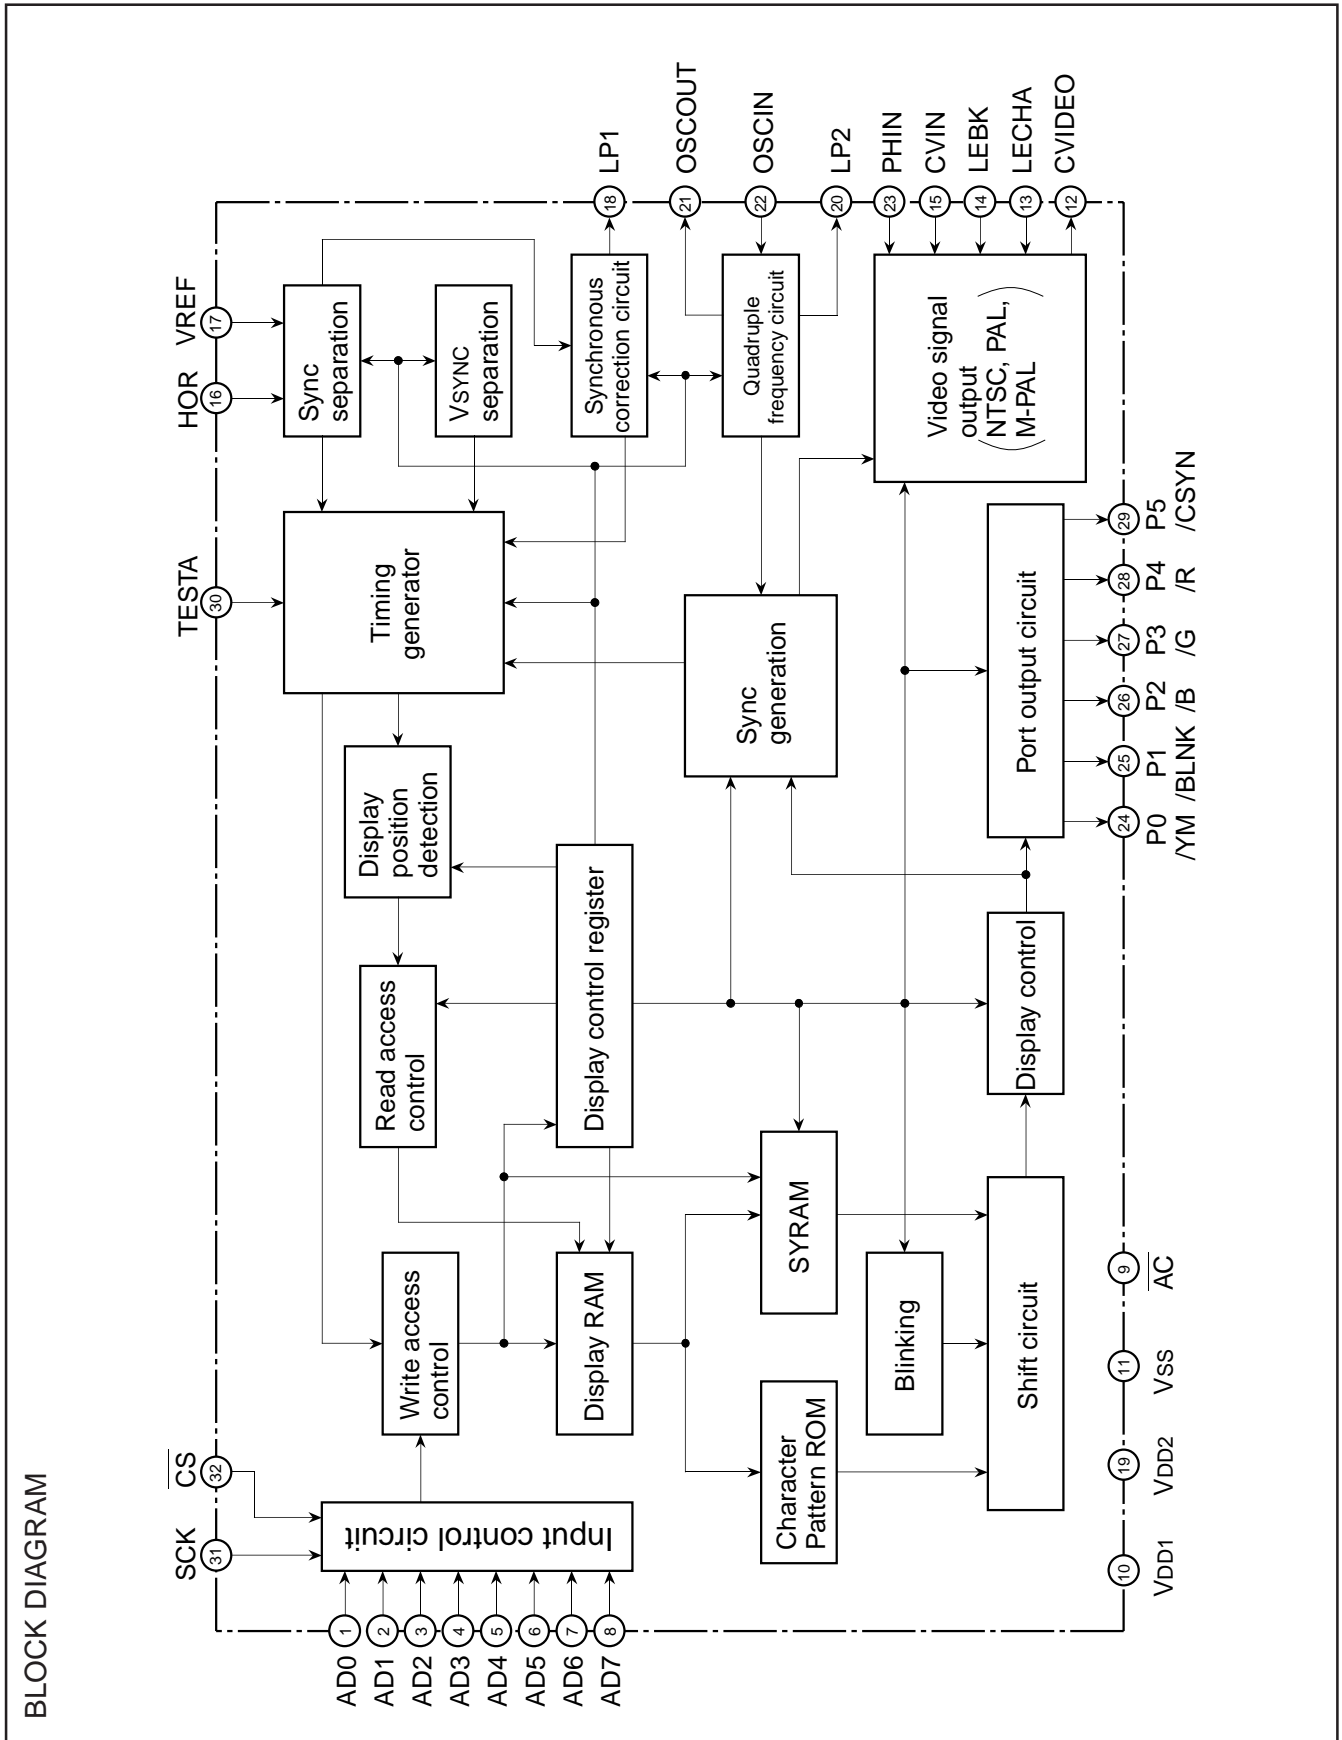 BLOCK DIAGRAM
SCK
31
CS
32
TESTA
30
HOR
16
VREF
17
AD0
1
AD1
2
AD2
3
AD3
4
AD4
5
AD5
6
AD6
7
AD7
8
Input control circuit
Write access
control
Read access
control
Display
position
detection
Timing
generator
Sync
separation
VSYNC
separation
Synchronous
correction circuit
Quadruple
frequency circuit
Display RAM
Display control register
Sync
generation
Character
Pattern ROM
SYRAM
Blinking
Shift circuit
Display control
Port output circuit
Video signal
output
(NTSC, PAL,
M-PAL)
18
LP1
21
OSCOUT
22
OSCIN
20
LP2
23
PHIN
15
CVIN
14
LEBK
13
LECHA
12
CVIDEO
10
VDD1
19
VDD2
11
VSS
9
AC
24
P0
/YM
25
P1
/BLNK
26
P2
/B
27
P3
/G
28
P4
/R
29
P5
/CSYN